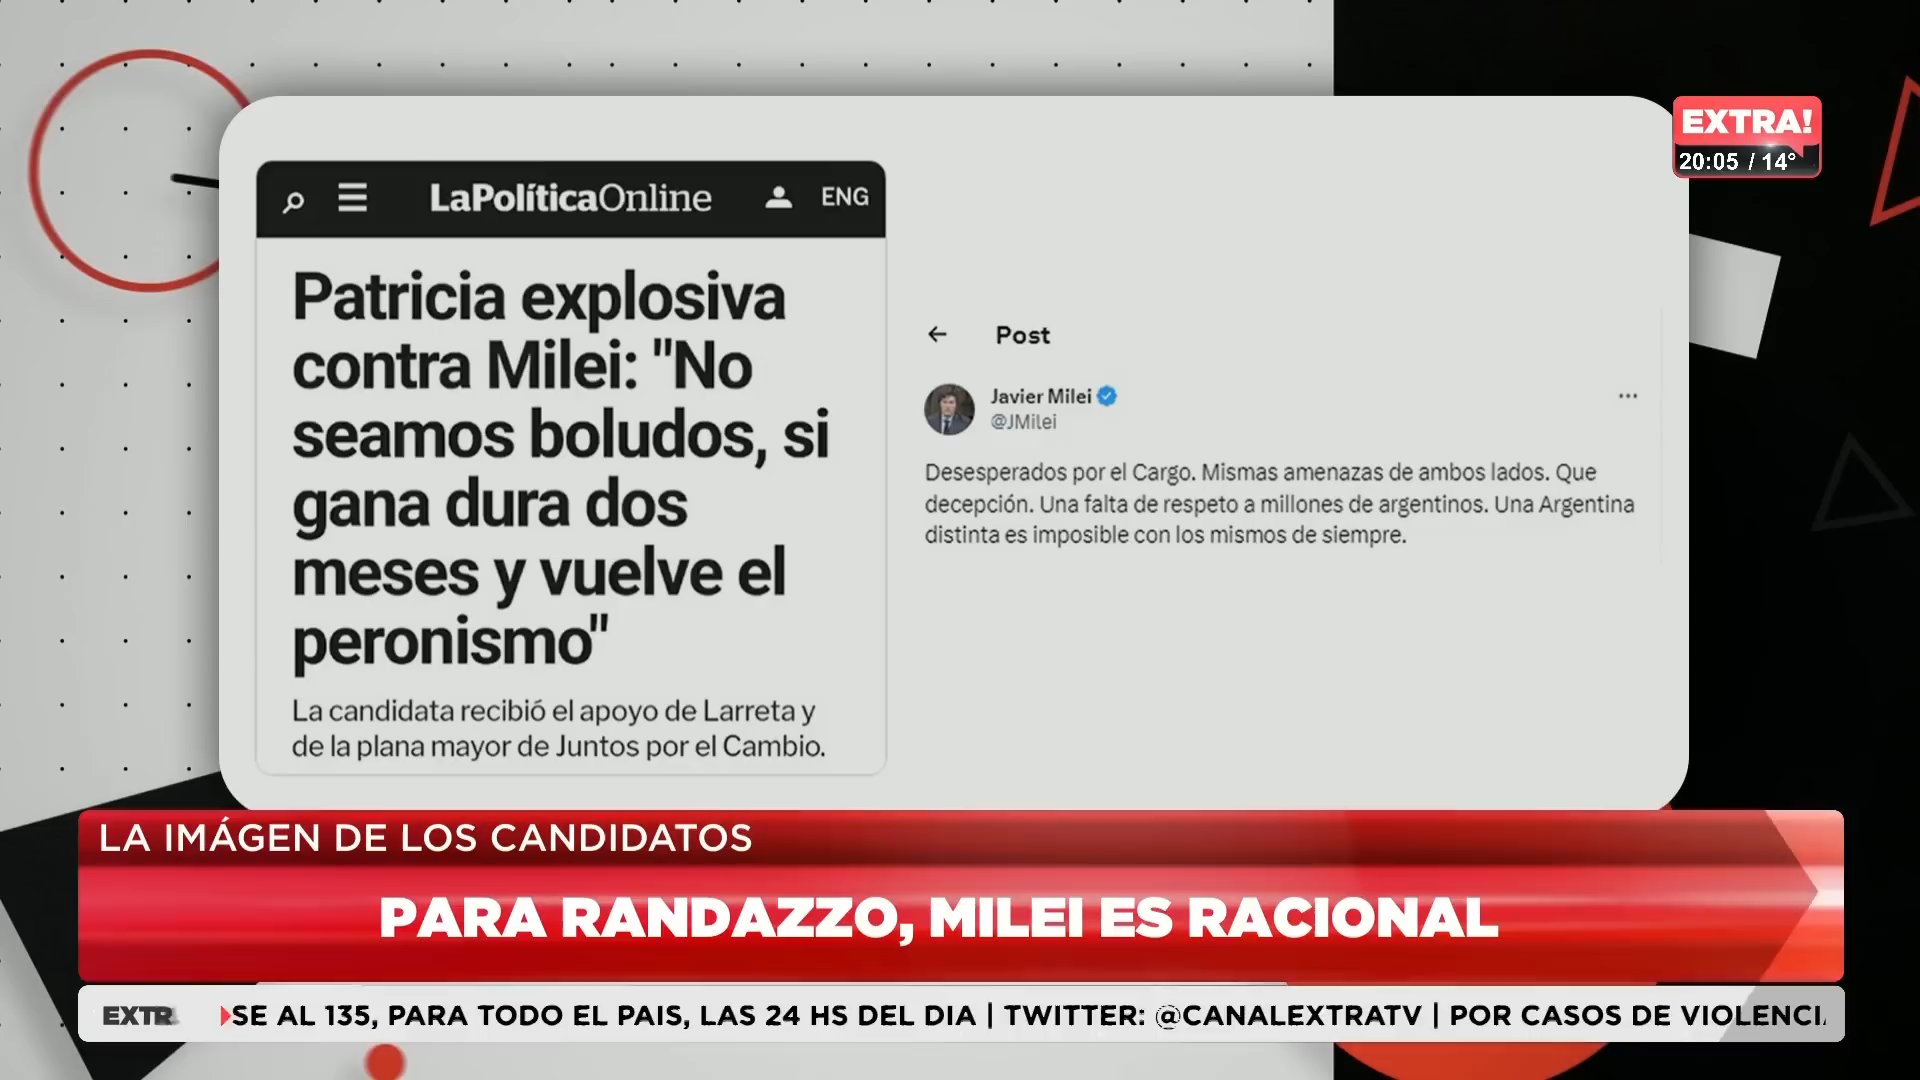 EXTRA!
20:05 / 14°
LaPolíticaOnline
ENG
Patricia explosiva
contra Milei: "No
seamos boludos, si
gana dura dos
meses y vuelve el
peronismo"
La candidata recibió el apoyo de Larreta y
de la plana mayor de Juntos por el Cambio.
Post
Javier Milei
@JMilei
Desesperados por el Cargo. Mismas amenazas de ambos lados. Que
decepción. Una falta de respeto a millones de argentinos. Una Argentina
distinta es imposible con los mismos de siempre.
LA IMÁGEN DE LOS CANDIDATOS
PARA RANDAZZO, MILEI ES RACIONAL
EXTR
SE AL 135, PARA TODO EL PAIS, LAS 24 HS DEL DIA | TWITTER: @CANALEXTRATV | POR CASOS DE VIOLENCI